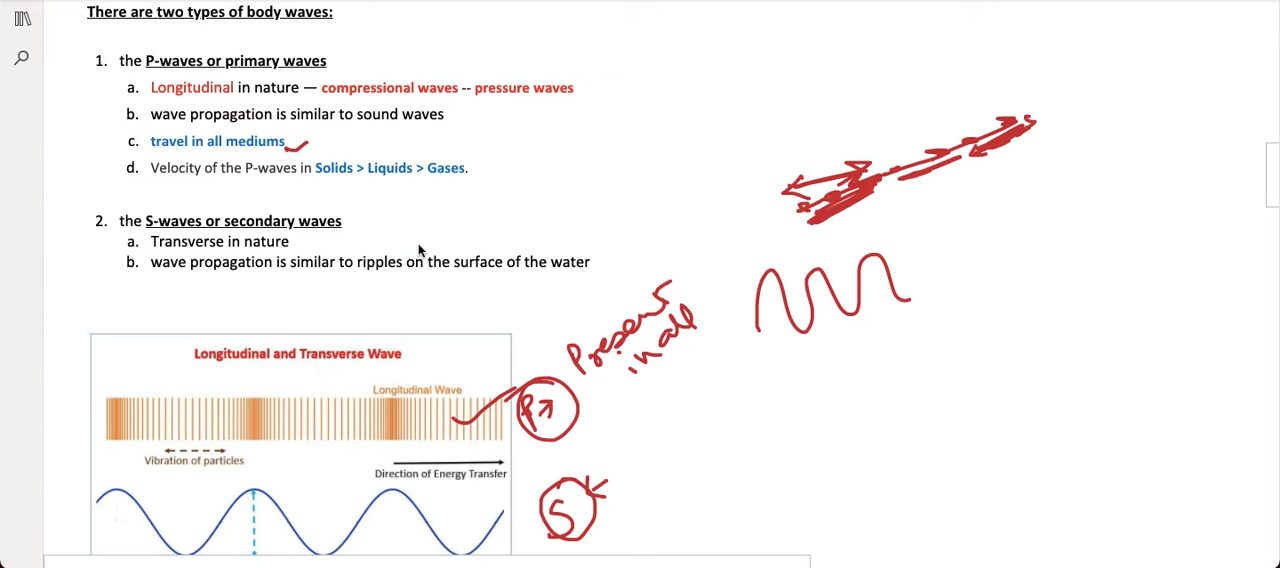 There are two types of body waves:
1. the P-waves or primary waves
a. Longitudinal in nature — compressional waves -- pressure waves
b. wave propagation is similar to sound waves
c. travel in all mediums
d. Velocity of the P-waves in Solids > Liquids > Gases.
2. the S-waves or secondary waves
a. Transverse in nature
b. wave propagation is similar to ripples on the surface of the water
Present
in all
Longitudinal and Transverse Wave
Longitudinal Wave
P
Vibration of particles
Direction of Energy Transfer
S